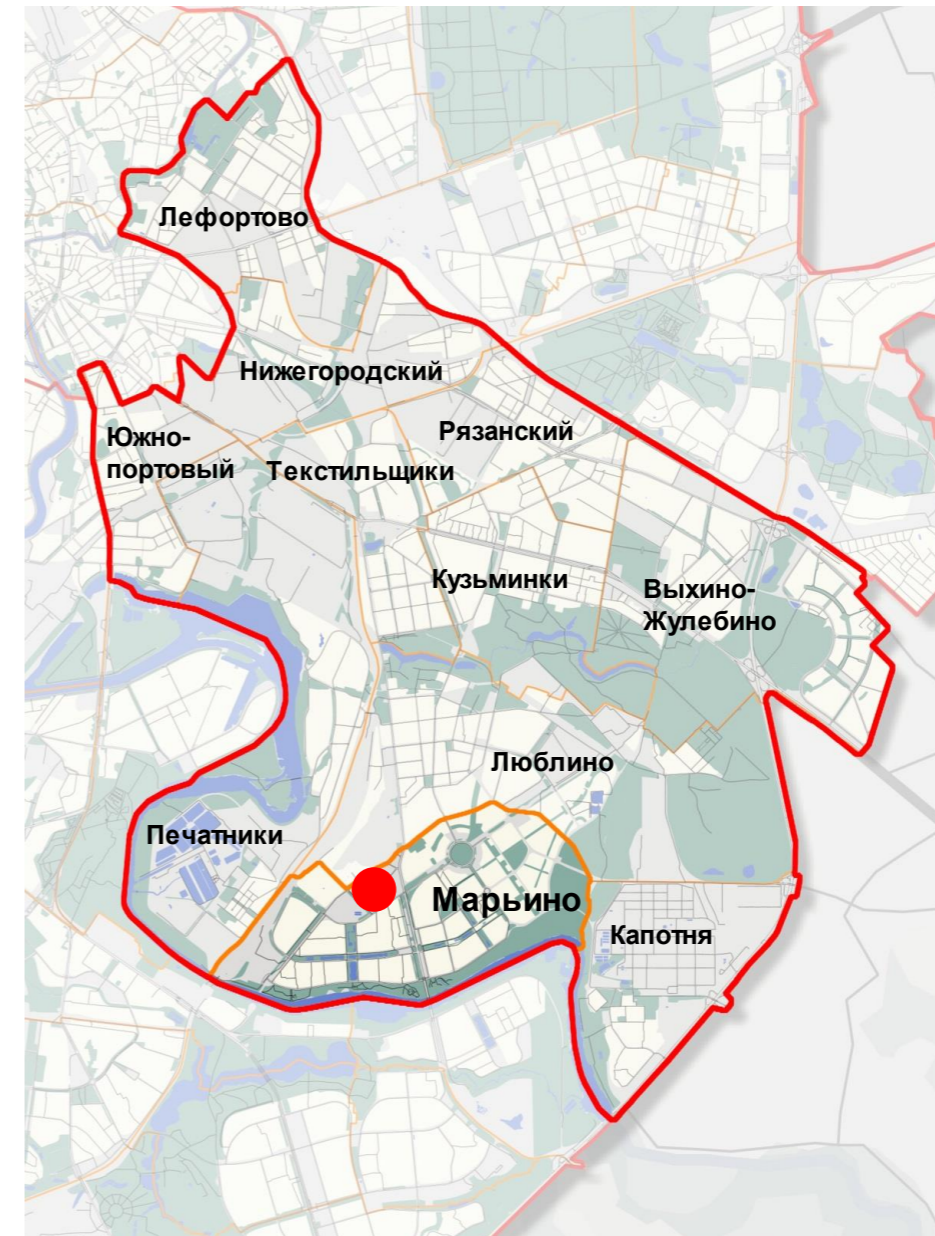 Лефортово
Нижегородский
Южно-
портовый
Текстильщики
Рязанский
Кузьминки
Выхино-
Жулебино
Люблино
Печатники
Марьино
Капотня